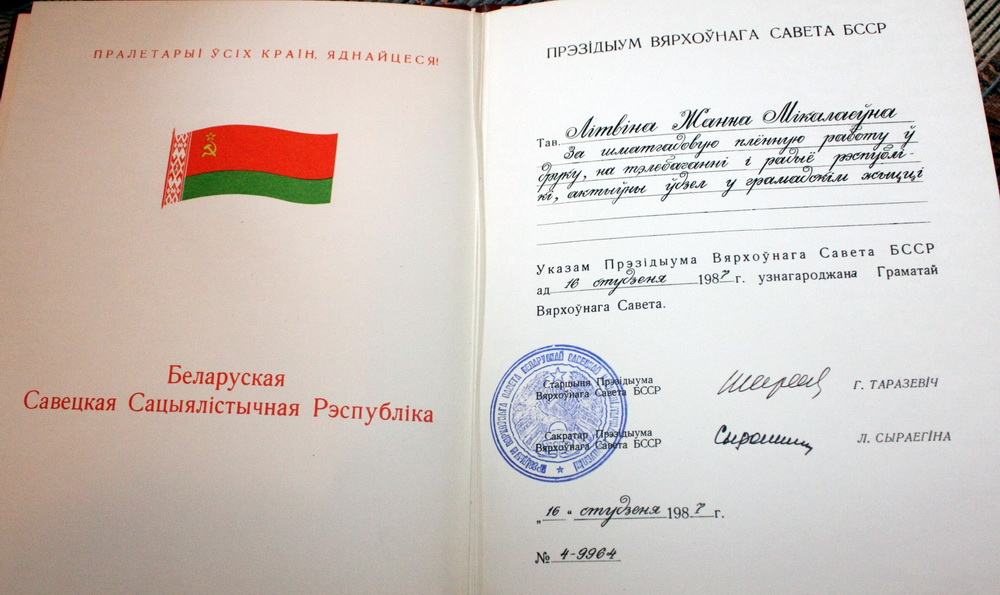 ПРАЛЕТАРЫІ ЎСІХ КРАІН, ЯДНАЙЦЕСЯ!
Беларуская
Савецкая Сацыялістычная Рэспубліка
ПРЭЗІДЫУМ ВЯРХОЎНАГА САВЕТА БССР
Тав. Літвіна Жанна Мікалаеўна
За шматгадовую плённую работу ў
друку, на тэлебачанні і радыё рэспублі-
кі, актыўны ўдзел у грамадскім жыцці
Указам Прэзідыума Вярхоўнага Савета БССР
ад 16 студзеня 1987 г. узнагароджана Граматай
Вярхоўнага Савета.
Старшыня Прэзідыума
Вярхоўнага Савета БССР
Г. ТАРАЗЕВІЧ
Сакратар Прэзідыума
Вярхоўнага Савета БССР
Л. СЫРАЕГІНА
„16“ студзеня 1987 г.
№ 4-9964